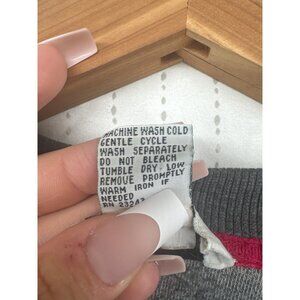 MACHINE WASH COLD
GENTLE CYCLE
WASH SEPARATELY
DO NOT BLEACH
TUMBLE DRY LOW
REMOVE PROMPTLY
WARM IRON IF
NEEDED
RN